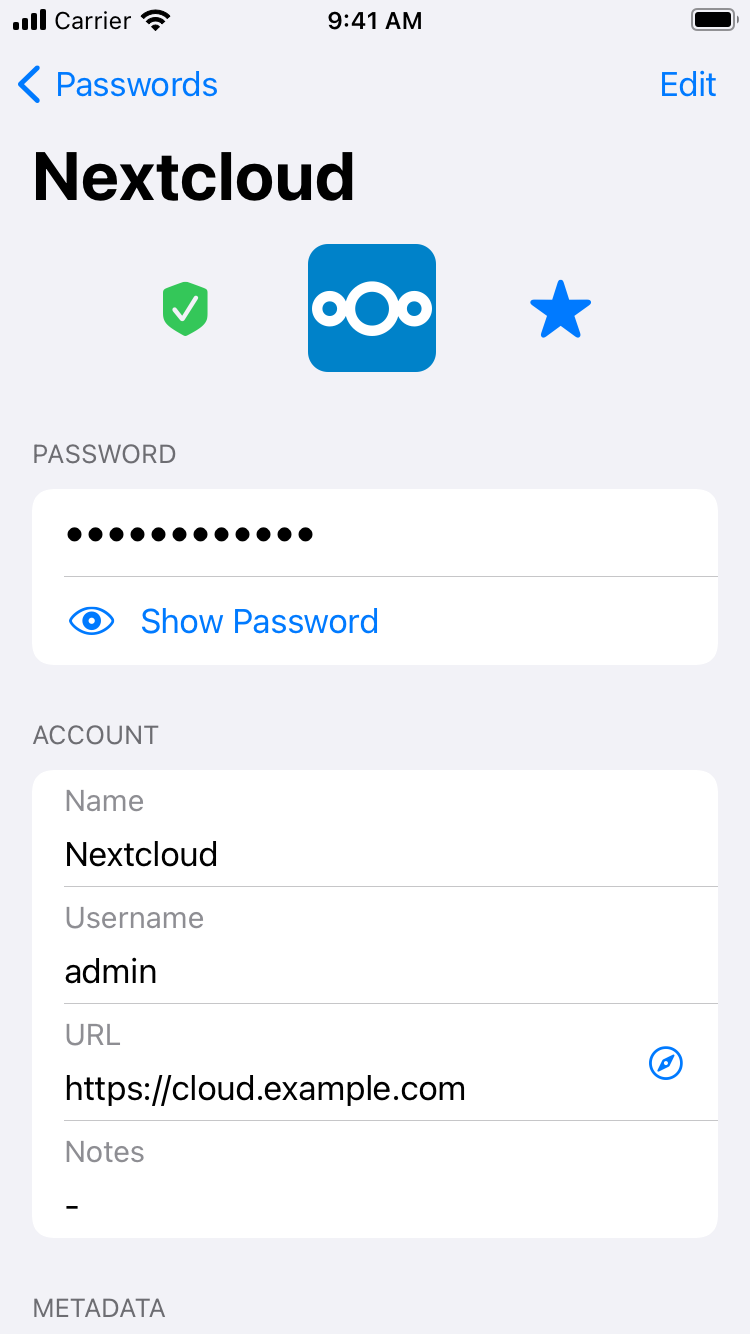 Carrier 9:41 AM
Passwords Edit
Nextcloud
PASSWORD
●●●●●●●●●●●●
Show Password
ACCOUNT
Name
Nextcloud
Username
admin
URL
https://cloud.example.com
Notes
-
METADATA